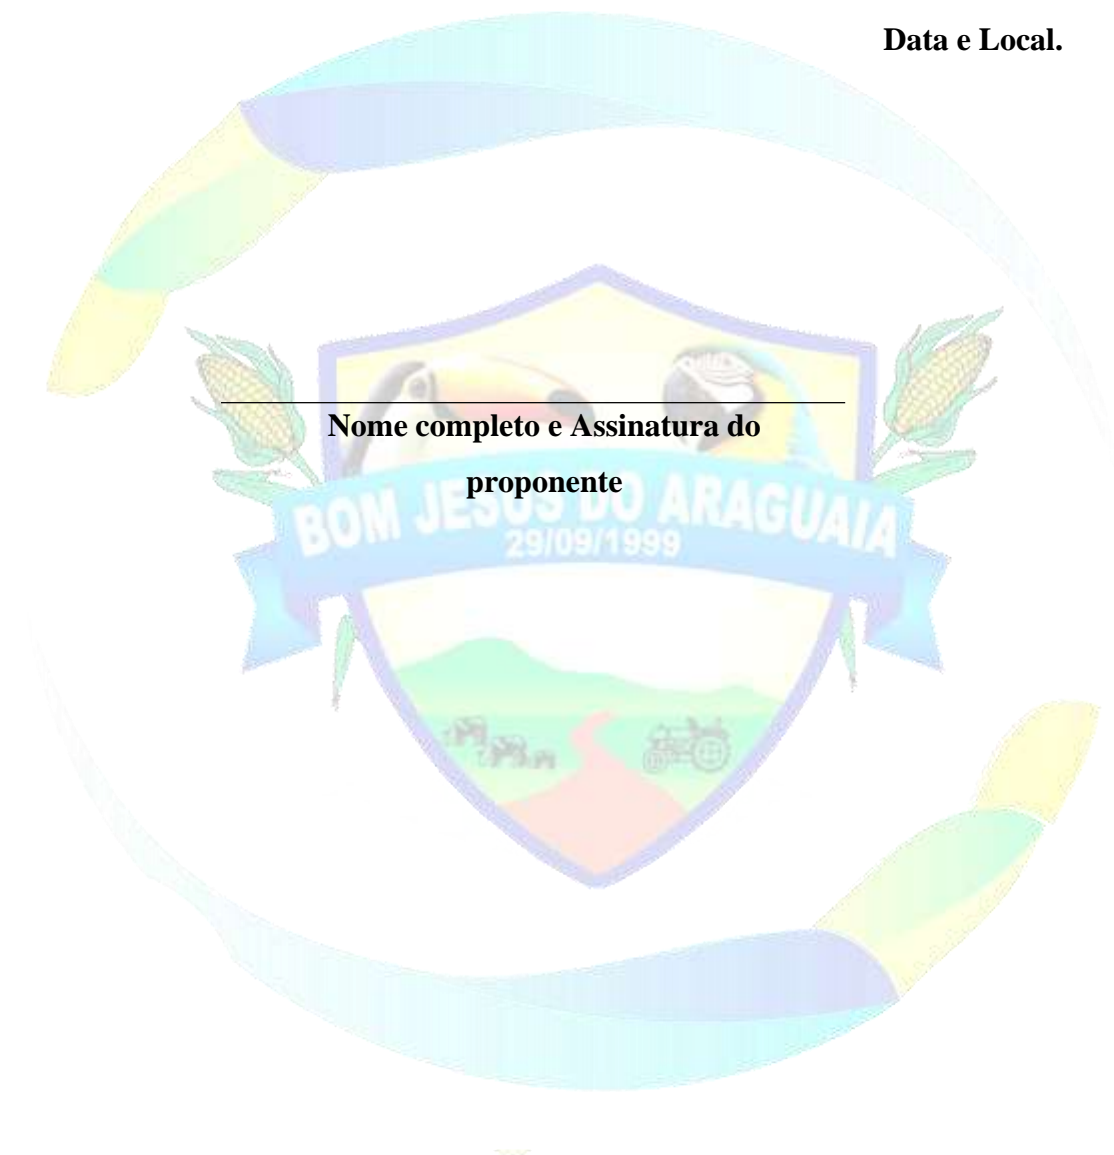 Data e Local.
Nome completo e Assinatura do
proponente
BOM JESUS DO ARAGUAIA
29/09/1999